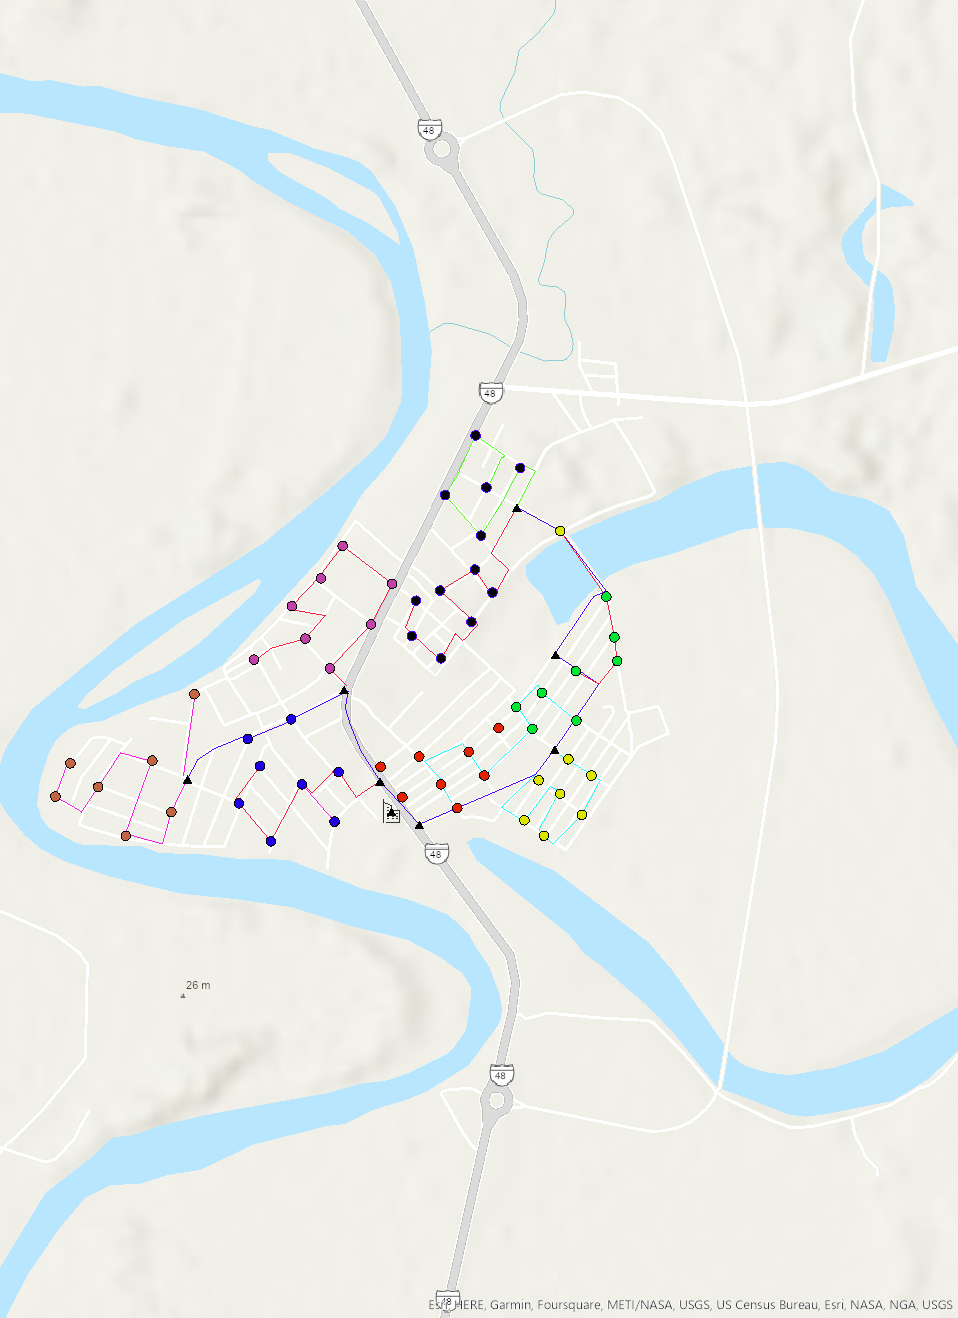 48
48
48
26 m
48
48
Esri, HERE, Garmin, Foursquare, METI/NASA, USGS, US Census Bureau, Esri, NASA, NGA, USGS